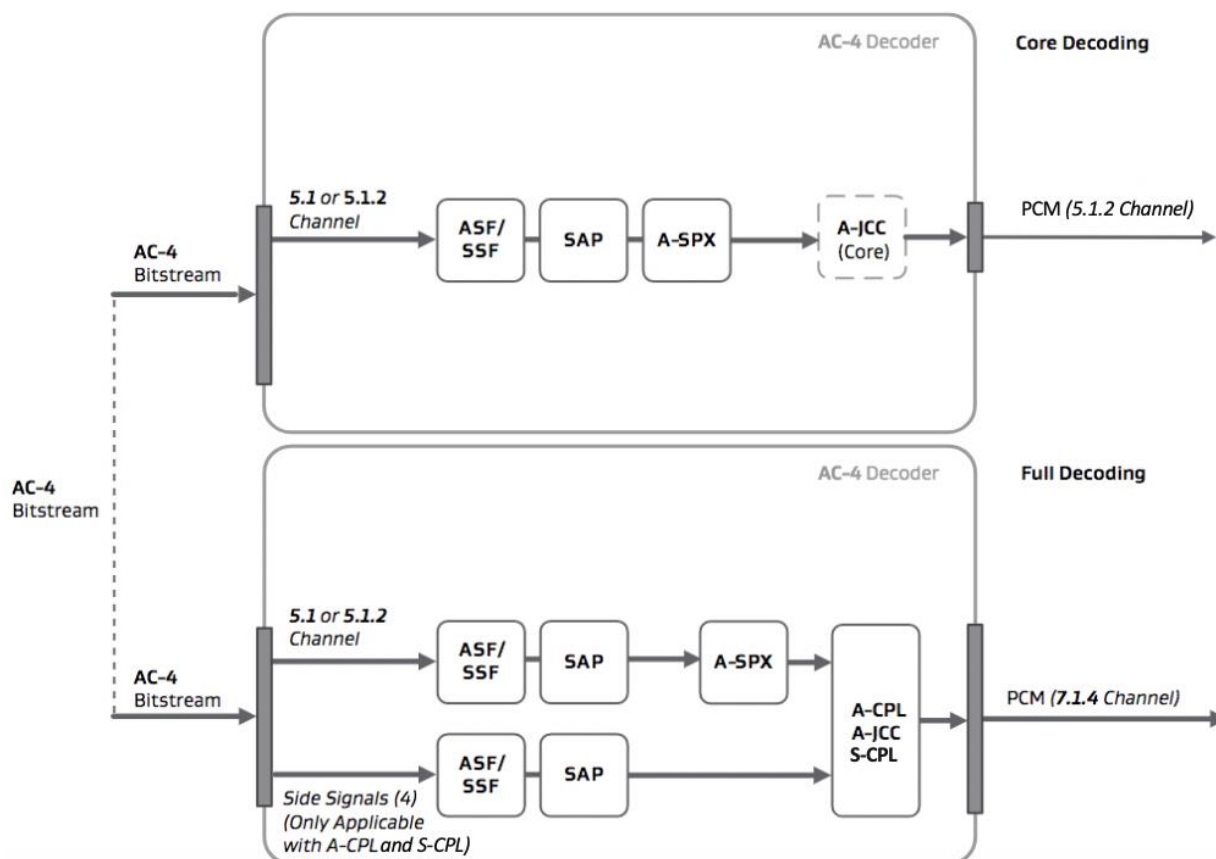 AC-4 Decoder
Core Decoding
5.1 or 5.1.2
Channel
ASF/
SSF
SAP
A-SPX
A-JCC
(Core)
PCM (5.1.2 Channel)
AC-4
Bitstream
AC-4
Bitstream
AC-4 Decoder
Full Decoding
5.1 or 5.1.2
Channel
ASF/
SSF
SAP
A-SPX
AC-4
Bitstream
A-CPL
A-JCC
S-CPL
PCM (7.1.4 Channel)
ASF/
SSF
SAP
Side Signals (4)
(Only Applicable
with A-CPL and S-CPL)